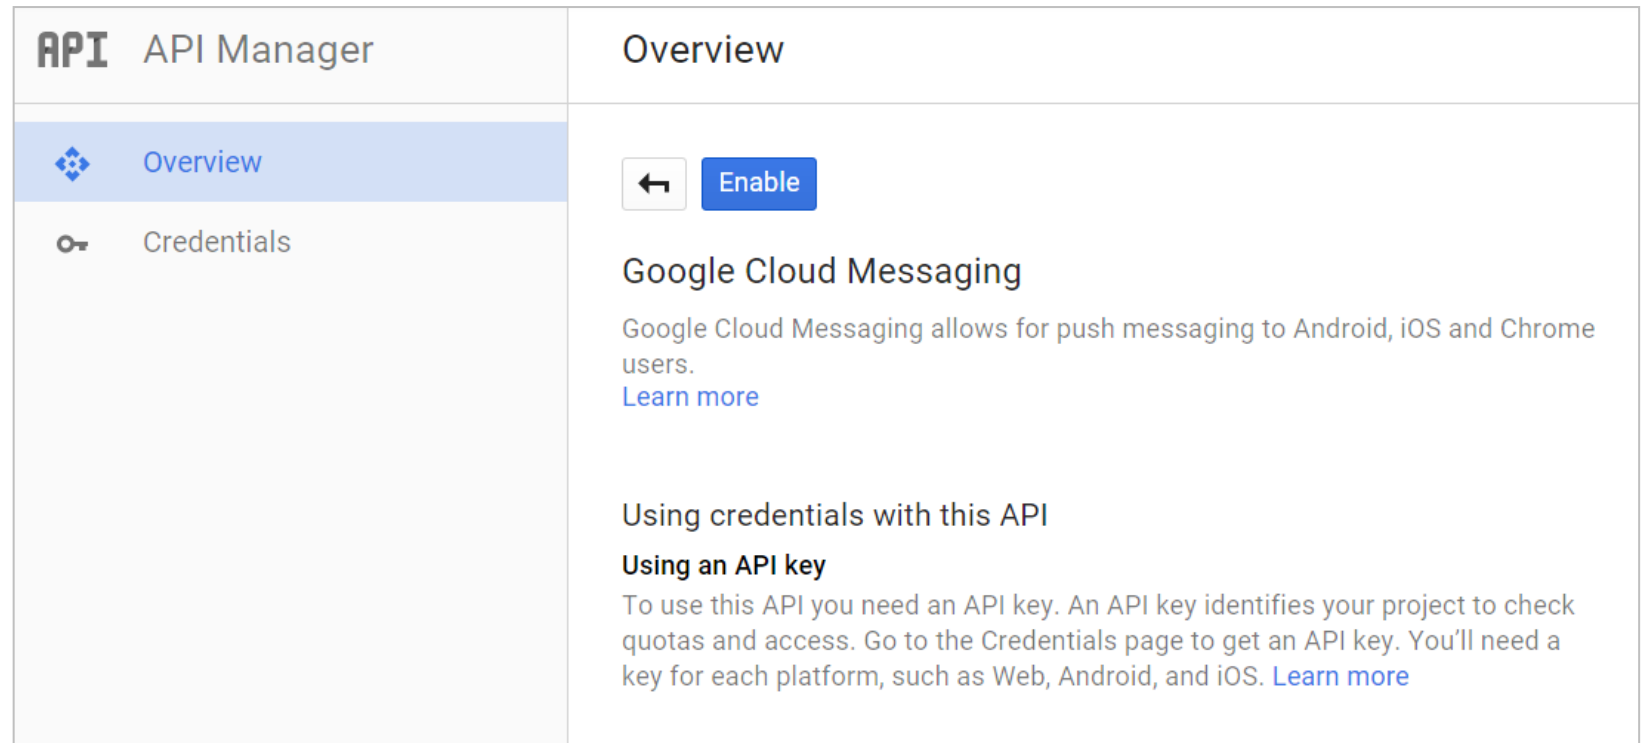 API API Manager
Overview
Credentials
Overview
Enable
Google Cloud Messaging
Google Cloud Messaging allows for push messaging to Android, iOS and Chrome
users.
Learn more
Using credentials with this API
Using an API key
To use this API you need an API key. An API key identifies your project to check
quotas and access. Go to the Credentials page to get an API key. You’ll need a
key for each platform, such as Web, Android, and iOS. Learn more